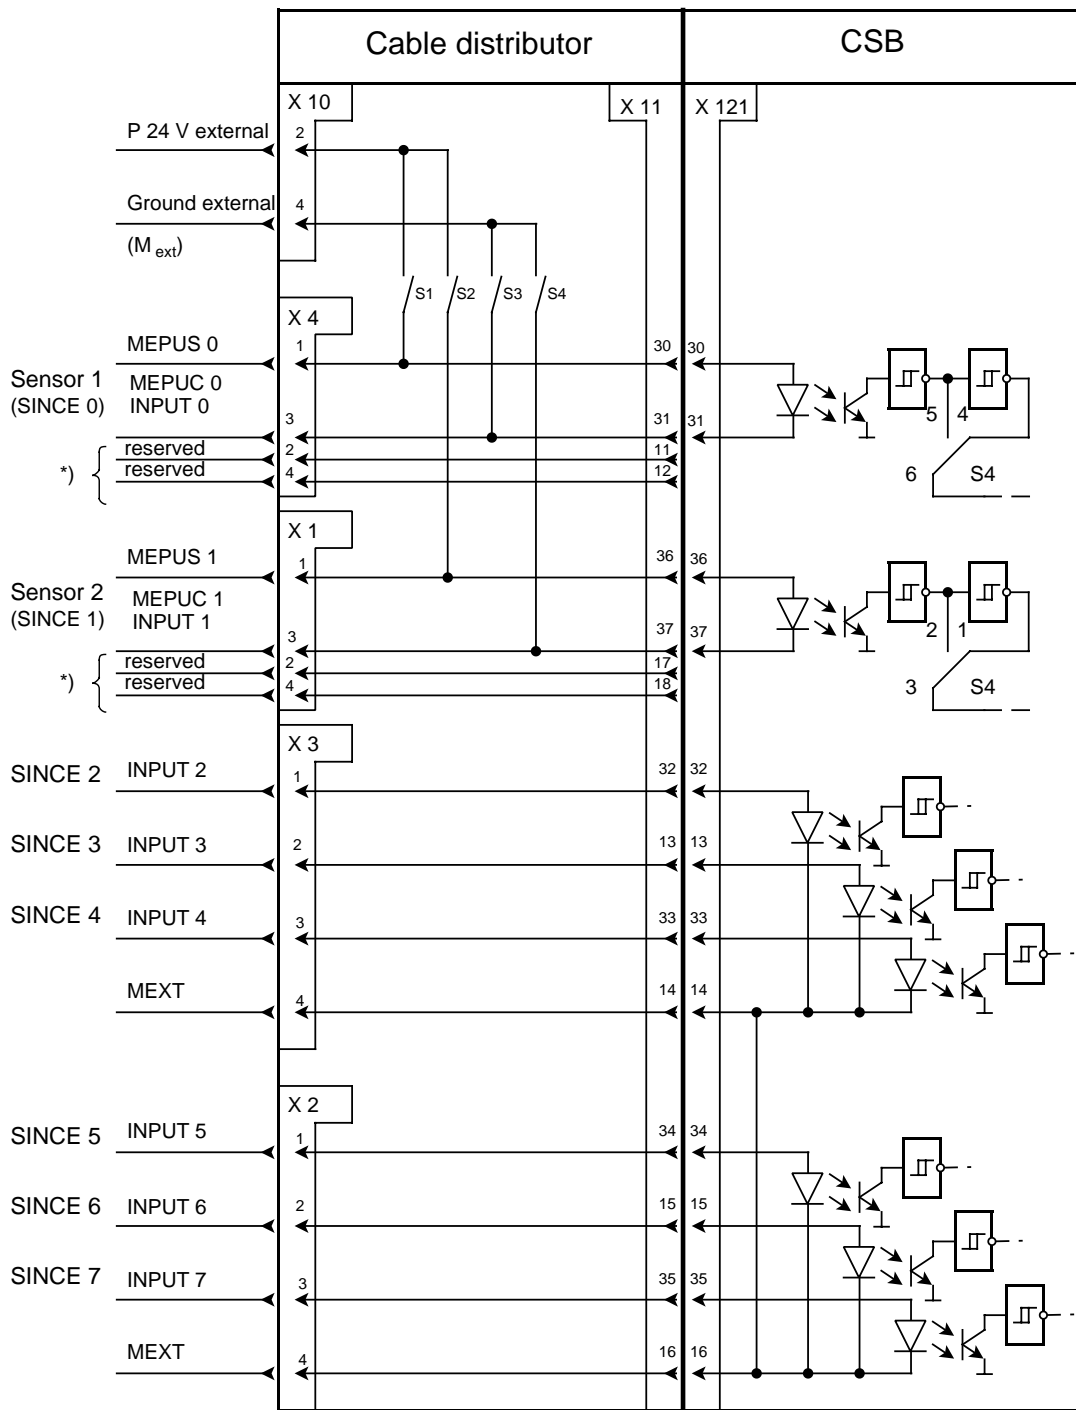 Cable distributor
CSB
X 10
X 11
X 121
P 24 V external
2
Ground external
4
(M ext)
S1
S2
S3
S4
X 4
MEPUS 0
1
30
30
Sensor 1
(SINCE 0)
MEPUC 0
INPUT 0
5
4
3
31
31
reserved
2
11
*)
reserved
4
12
6
S4
X 1
MEPUS 1
1
36
36
Sensor 2
(SINCE 1)
MEPUC 1
INPUT 1
2
1
3
37
37
reserved
2
17
*)
reserved
4
18
3
S4
X 3
SINCE 2
INPUT 2
1
32
32
SINCE 3
INPUT 3
2
13
13
SINCE 4
INPUT 4
3
33
33
MEXT
4
14
14
X 2
SINCE 5
INPUT 5
1
34
34
SINCE 6
INPUT 6
2
15
15
SINCE 7
INPUT 7
3
35
35
MEXT
4
16
16